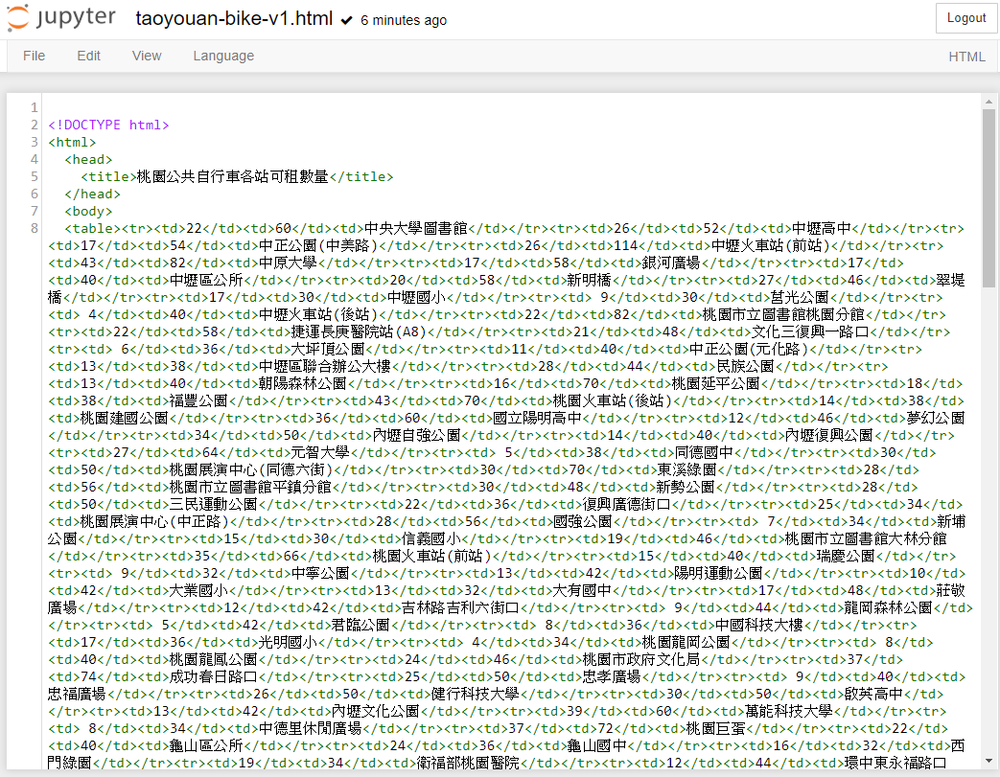 jupyter taoyouan-bike-v1.html ✔ 6 minutes ago Logout
File Edit View Language HTML
1
2 <!DOCTYPE html>
3 <html>
4 <head>
5 <title>桃園公共自行車各站可租數量</title>
6 </head>
7 <body>
8 <table><tr><td>22</td><td>60</td><td>中央大學圖書館</td></tr><tr><td>26</td><td>52</td><td>中壢高中</td></tr><tr>
<td>17</td><td>54</td><td>中正公園(中美路)</td></tr><tr><td>26</td><td>114</td><td>中壢火車站(前站)</td></tr><tr>
<td>43</td><td>82</td><td>中原大學</td></tr><tr><td>17</td><td>58</td><td>銀河廣場</td></tr><tr><td>17</td>
<td>40</td><td>中壢區公所</td></tr><tr><td>20</td><td>58</td><td>新明橋</td></tr><tr><td>27</td><td>46</td><td>翠堤
橋</td></tr><tr><td>17</td><td>30</td><td>中壢國小</td></tr><tr><td> 9</td><td>30</td><td>莒光公園</td></tr><tr>
<td> 4</td><td>40</td><td>中壢火車站(後站)</td></tr><tr><td>22</td><td>82</td><td>桃園市立圖書館桃園分館</td></tr>
<tr><td>22</td><td>58</td><td>捷運長庚醫院站(A8)</td></tr><tr><td>21</td><td>48</td><td>文化三復興一路口</td></tr>
<tr><td> 6</td><td>36</td><td>大坪頂公園</td></tr><tr><td>11</td><td>40</td><td>中正公園(元化路)</td></tr><tr>
<td>13</td><td>38</td><td>中壢區聯合辦公大樓</td></tr><tr><td>28</td><td>44</td><td>民族公園</td></tr><tr>
<td>13</td><td>40</td><td>朝陽森林公園</td></tr><tr><td>16</td><td>70</td><td>桃園延平公園</td></tr><tr><td>18</td>
<td>38</td><td>福豐公園</td></tr><tr><td>43</td><td>70</td><td>桃園火車站(後站)</td></tr><tr><td>14</td><td>38</td>
<td>桃園建國公園</td></tr><tr><td>36</td><td>60</td><td>國立陽明高中</td></tr><tr><td>12</td><td>46</td><td>夢幻公園
</td></tr><tr><td>34</td><td>50</td><td>內壢自強公園</td></tr><tr><td>14</td><td>40</td><td>內壢復興公園</td></tr>
<tr><td>27</td><td>64</td><td>元智大學</td></tr><tr><td> 5</td><td>38</td><td>同德國中</td></tr><tr><td>30</td>
<td>50</td><td>桃園展演中心(同德六街)</td></tr><tr><td>30</td><td>70</td><td>東溪綠園</td></tr><tr><td>28</td>
<td>56</td><td>桃園市立圖書館平鎮分館</td></tr><tr><td>30</td><td>48</td><td>新勢公園</td></tr><tr><td>28</td>
<td>50</td><td>三民運動公園</td></tr><tr><td>22</td><td>36</td><td>復興廣德街口</td></tr><tr><td>25</td><td>34</td>
<td>桃園展演中心(中正路)</td></tr><tr><td>28</td><td>56</td><td>國強公園</td></tr><tr><td> 7</td><td>34</td><td>新埔
公園</td></tr><tr><td>15</td><td>30</td><td>信義國小</td></tr><tr><td>19</td><td>46</td><td>桃園市立圖書館大林分館
</td></tr><tr><td>35</td><td>66</td><td>桃園火車站(前站)</td></tr><tr><td>15</td><td>40</td><td>瑞慶公園</td></tr>
<tr><td> 9</td><td>32</td><td>中寧公園</td></tr><tr><td>13</td><td>42</td><td>陽明運動公園</td></tr><tr><td>10</td>
<td>42</td><td>大業國小</td></tr><tr><td>13</td><td>32</td><td>大有國中</td></tr><tr><td>17</td><td>48</td><td>莊敬
廣場</td></tr><tr><td>12</td><td>42</td><td>吉林路吉利六街口</td></tr><tr><td> 9</td><td>44</td><td>龍岡森林公園</td>
</tr><tr><td> 5</td><td>42</td><td>君臨公園</td></tr><tr><td> 8</td><td>36</td><td>中國科技大樓</td></tr><tr>
<td>17</td><td>36</td><td>光明國小</td></tr><tr><td> 4</td><td>34</td><td>桃園龍岡公園</td></tr><tr><td> 8</td>
<td>40</td><td>桃園龍鳳公園</td></tr><tr><td>24</td><td>46</td><td>桃園市政府文化局</td></tr><tr><td>37</td>
<td>74</td><td>成功春日路口</td></tr><tr><td>25</td><td>50</td><td>忠孝廣場</td></tr><tr><td> 9</td><td>40</td><td>
忠福廣場</td></tr><tr><td>26</td><td>50</td><td>健行科技大學</td></tr><tr><td>30</td><td>50</td><td>啟英高中</td>
</tr><tr><td>13</td><td>42</td><td>內壢文化公園</td></tr><tr><td>39</td><td>60</td><td>萬能科技大學</td></tr><tr>
<td> 8</td><td>34</td><td>中德里休閒廣場</td></tr><tr><td>37</td><td>72</td><td>桃園巨蛋</td></tr><tr><td>22</td>
<td>40</td><td>龜山區公所</td></tr><tr><td>24</td><td>36</td><td>龜山國中</td></tr><tr><td>16</td><td>32</td><td>西
門綠園</td></tr><tr><td>19</td><td>34</td><td>衛福部桃園醫院</td></tr><tr><td>12</td><td>44</td><td>環中東永福路口